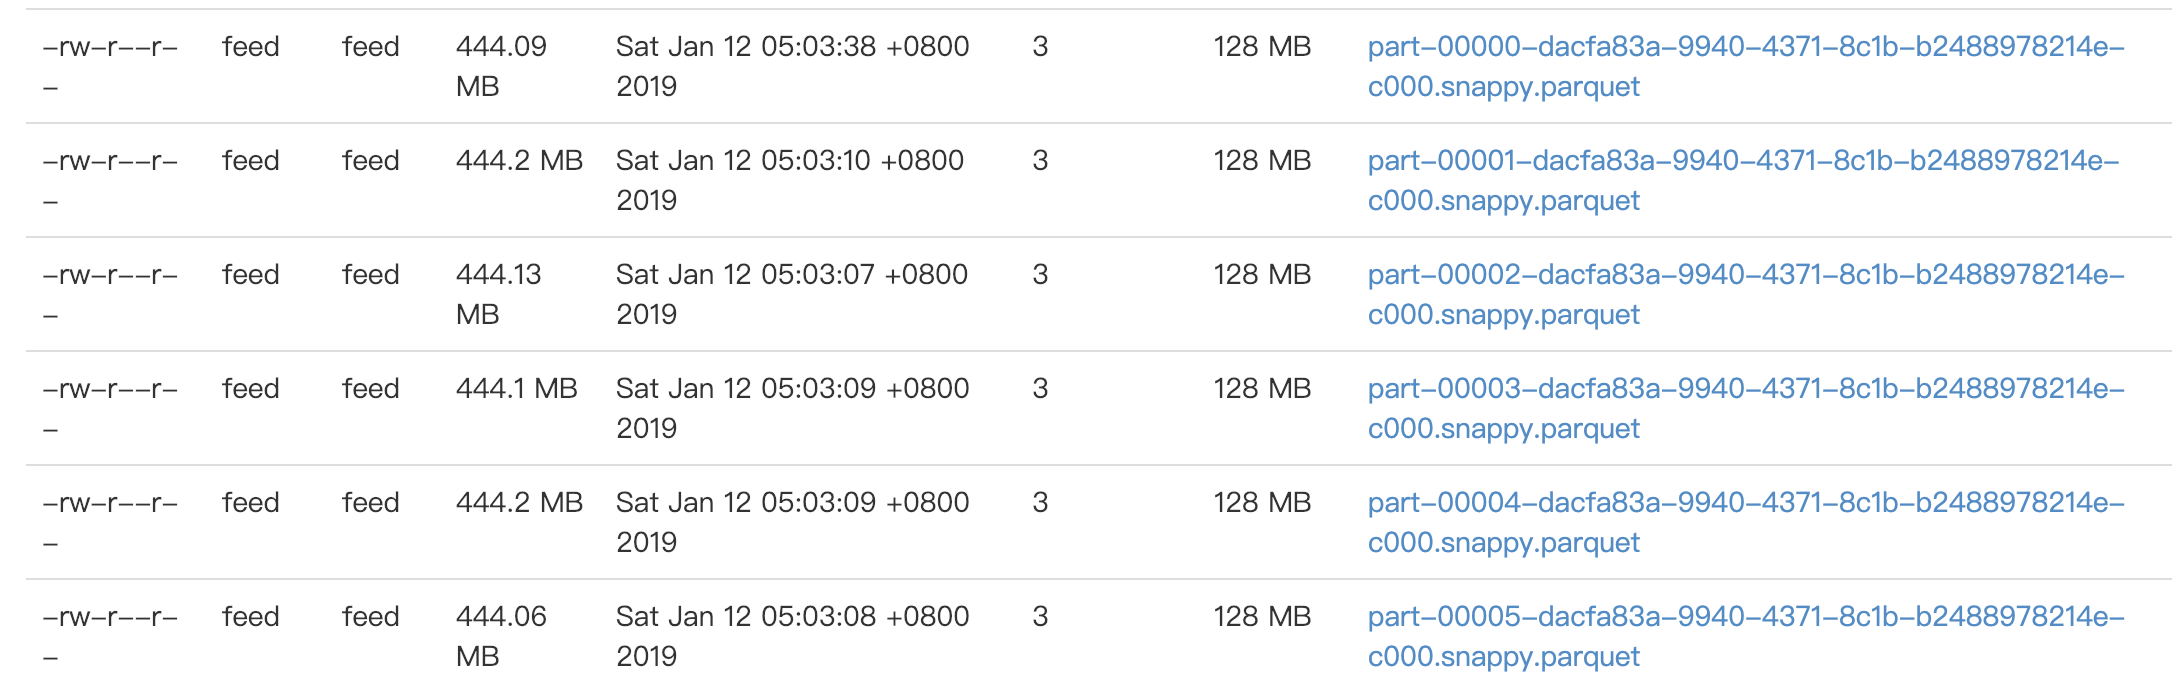 -rw-r--r- feed feed 444.09 Sat Jan 12 05:03:38 +0800 3 128 MB part-00000-dacfa83a-9940-4371-8c1b-b2488978214e-
- MB 2019 c000.snappy.parquet
-rw-r--r- feed feed 444.2 MB Sat Jan 12 05:03:10 +0800 3 128 MB part-00001-dacfa83a-9940-4371-8c1b-b2488978214e-
- 2019 c000.snappy.parquet
-rw-r--r- feed feed 444.13 Sat Jan 12 05:03:07 +0800 3 128 MB part-00002-dacfa83a-9940-4371-8c1b-b2488978214e-
- MB 2019 c000.snappy.parquet
-rw-r--r- feed feed 444.1 MB Sat Jan 12 05:03:09 +0800 3 128 MB part-00003-dacfa83a-9940-4371-8c1b-b2488978214e-
- 2019 c000.snappy.parquet
-rw-r--r- feed feed 444.2 MB Sat Jan 12 05:03:09 +0800 3 128 MB part-00004-dacfa83a-9940-4371-8c1b-b2488978214e-
- 2019 c000.snappy.parquet
-rw-r--r- feed feed 444.06 Sat Jan 12 05:03:08 +0800 3 128 MB part-00005-dacfa83a-9940-4371-8c1b-b2488978214e-
- MB 2019 c000.snappy.parquet